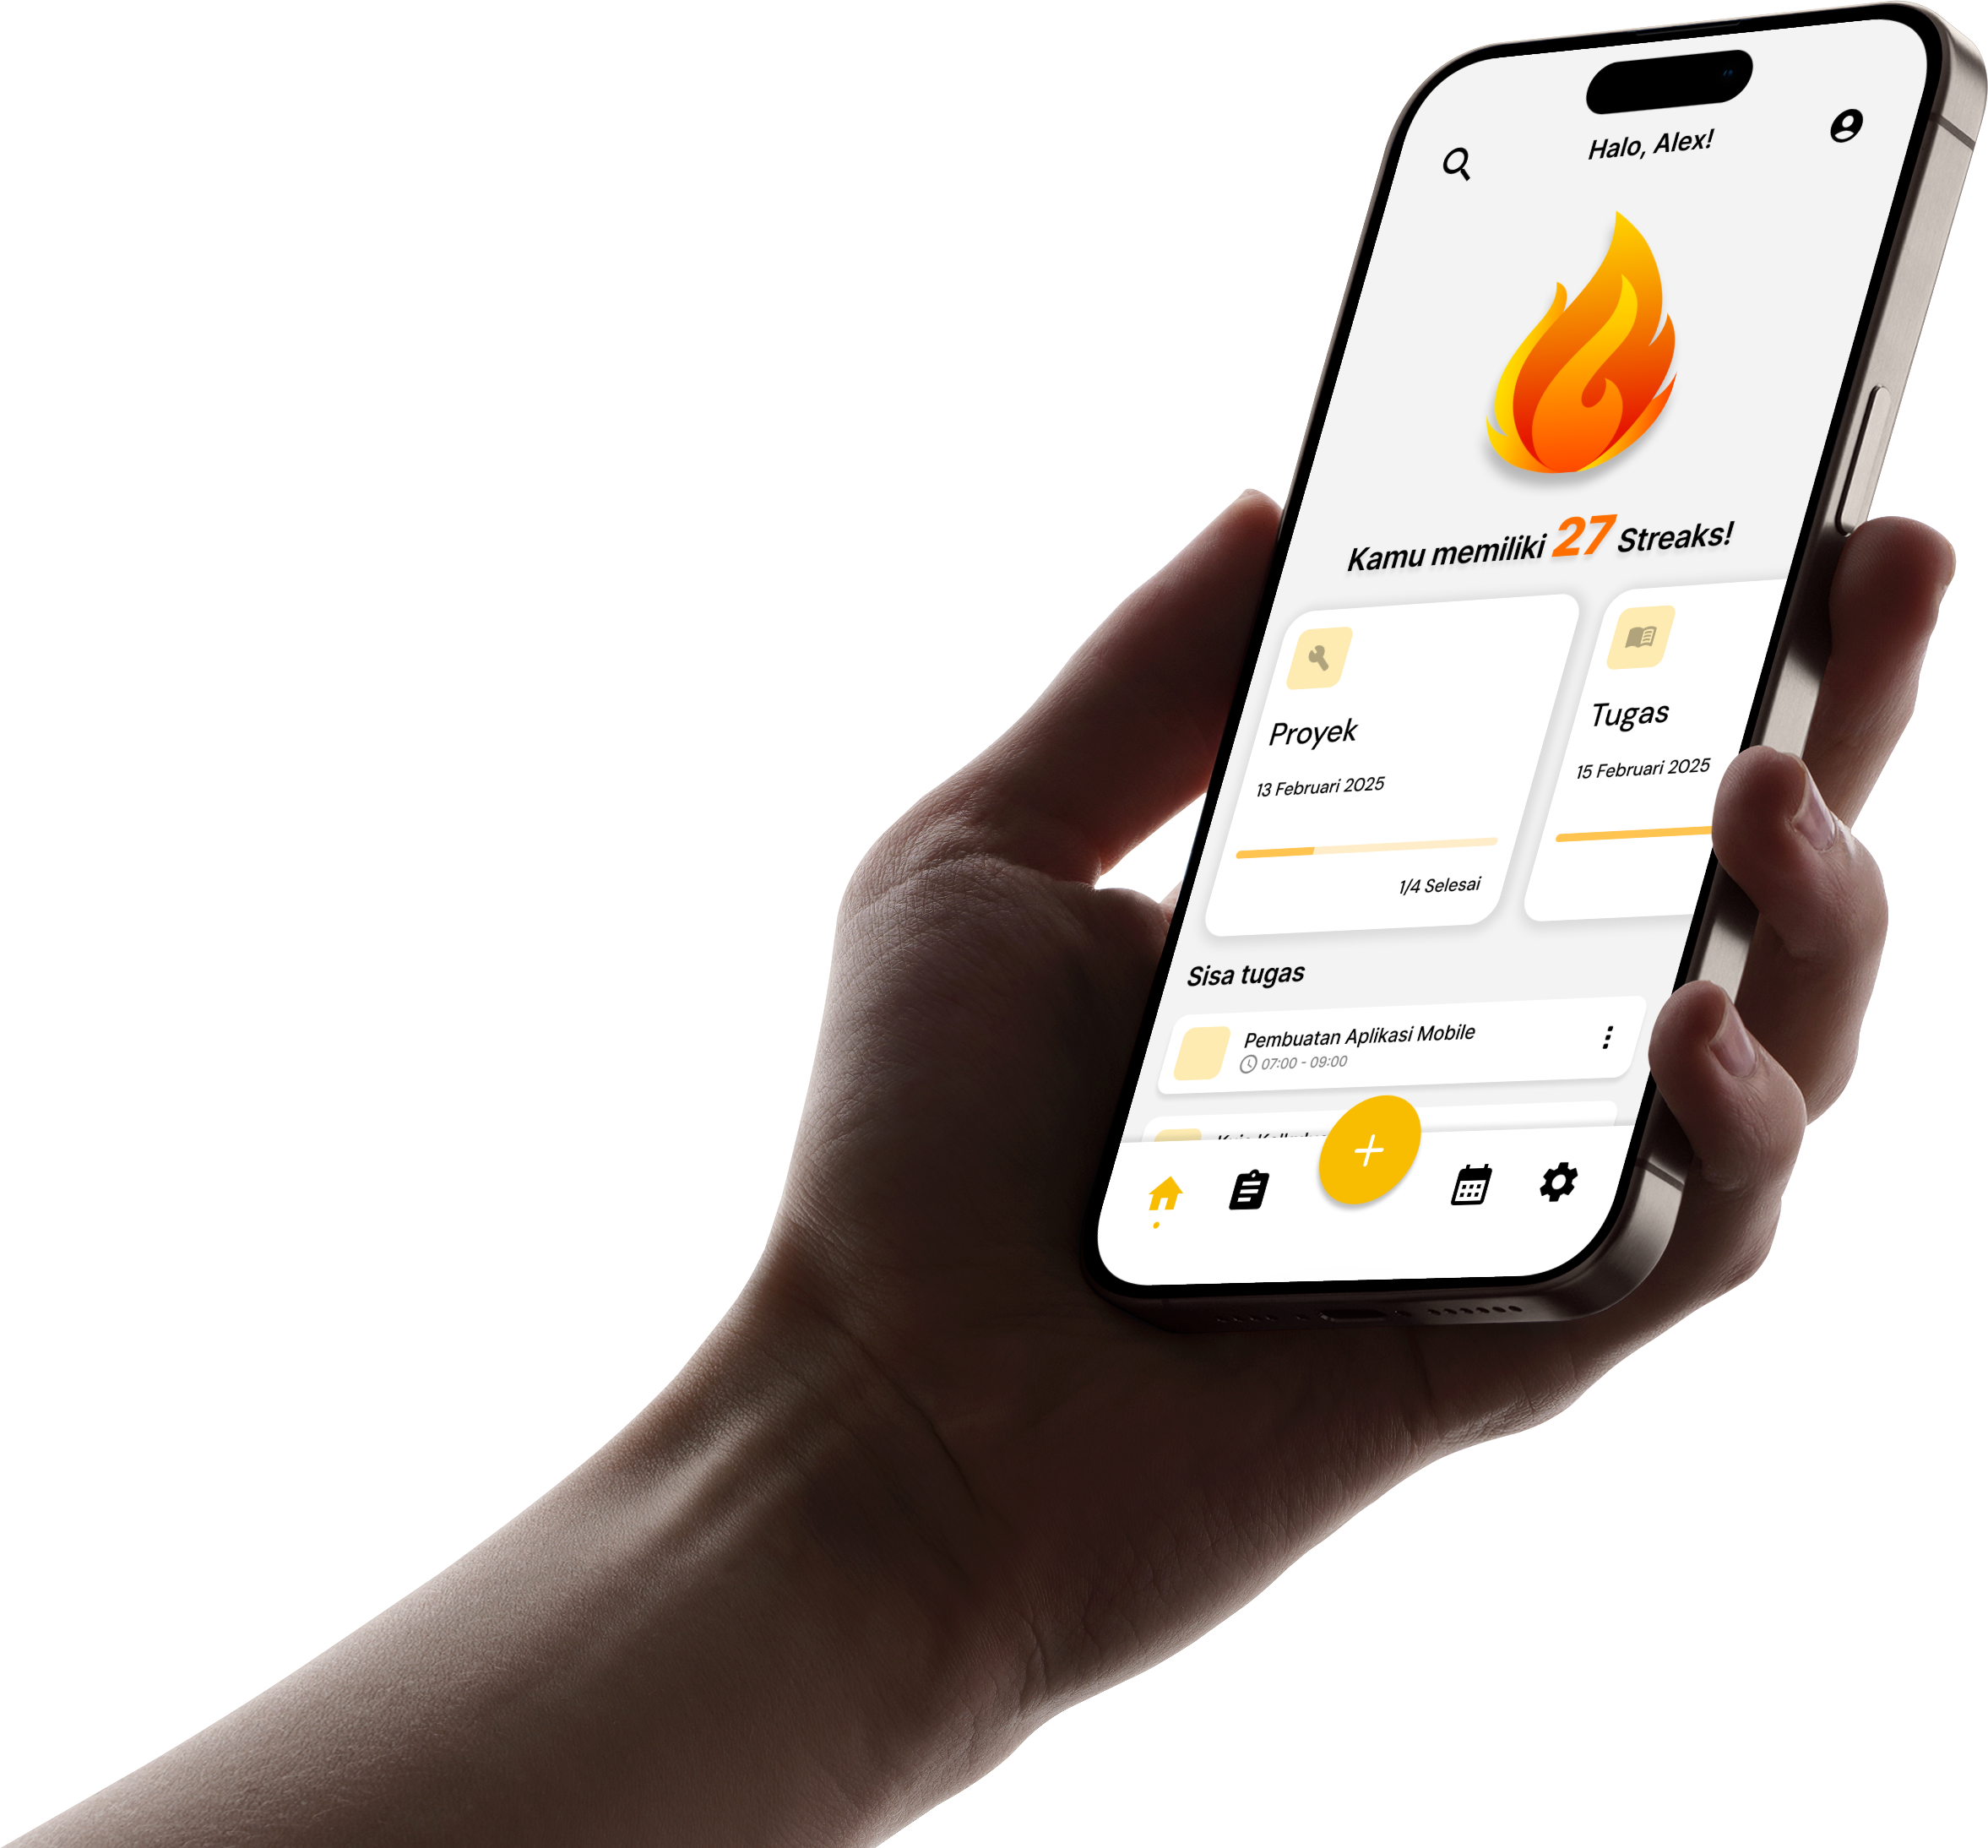 Halo, Alex!
Kamu memiliki 27 Streaks!
Proyek
13 Februari 2025
1/4 Selesai
Tugas
15 Februari 2025
Sisa tugas
Pembuatan Aplikasi Mobile
07:00 - 09:00